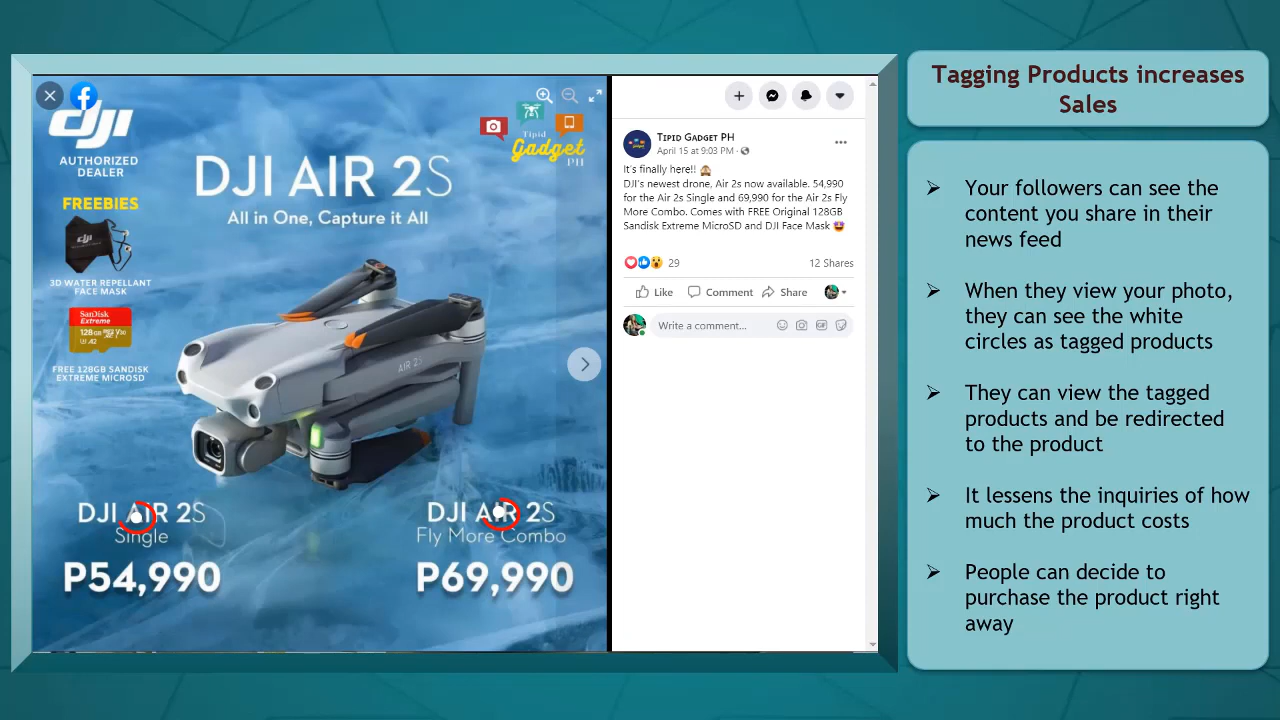 dji
AUTHORIZED
DEALER
Tipid
Gadget
PH
DJI AIR 2S
All in One, Capture it All
FREEBIES
dji
3D WATER REPELLANT
FACE MASK
SanDisk
Extreme
128GB
FREE 128GB SANDISK
EXTREME MICROSD
AIR 2S
DJI AIR 2S
Single
P54,990
DJI AIR 2S
Fly More Combo
P69,990
Tipid Gadget PH
April 15 at 9:03 PM ·
It's finally here!!
DJI's newest drone, Air 2s now available. 54,990
for the Air 2s Single and 69,990 for the Air 2s Fly
More Combo. Comes with FREE Original 128GB
Sandisk Extreme MicroSD and DJI Face Mask
29
12 Shares
Like
Comment
Share
Write a comment...
GIF
Tagging Products increases
Sales
Your followers can see the
content you share in their
news feed
When they view your photo,
they can see the white
circles as tagged products
They can view the tagged
products and be redirected
to the product
It lessens the inquiries of how
much the product costs
People can decide to
purchase the product right
away